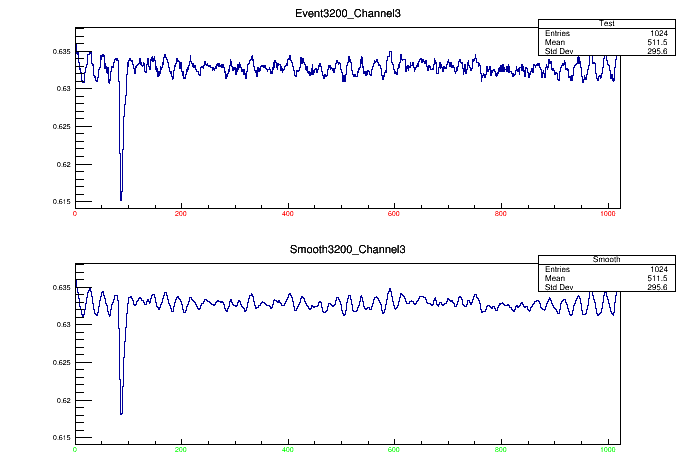 Event3200_Channel3
Test
Entries 1024
Mean 511.5
Std Dev 295.6
0.635
0.63
0.625
0.62
0.615
0 200 400 600 800 1000
Smooth3200_Channel3
Smooth
Entries 1024
Mean 511.5
Std Dev 295.6
0.635
0.63
0.625
0.62
0.615
0 200 400 600 800 1000